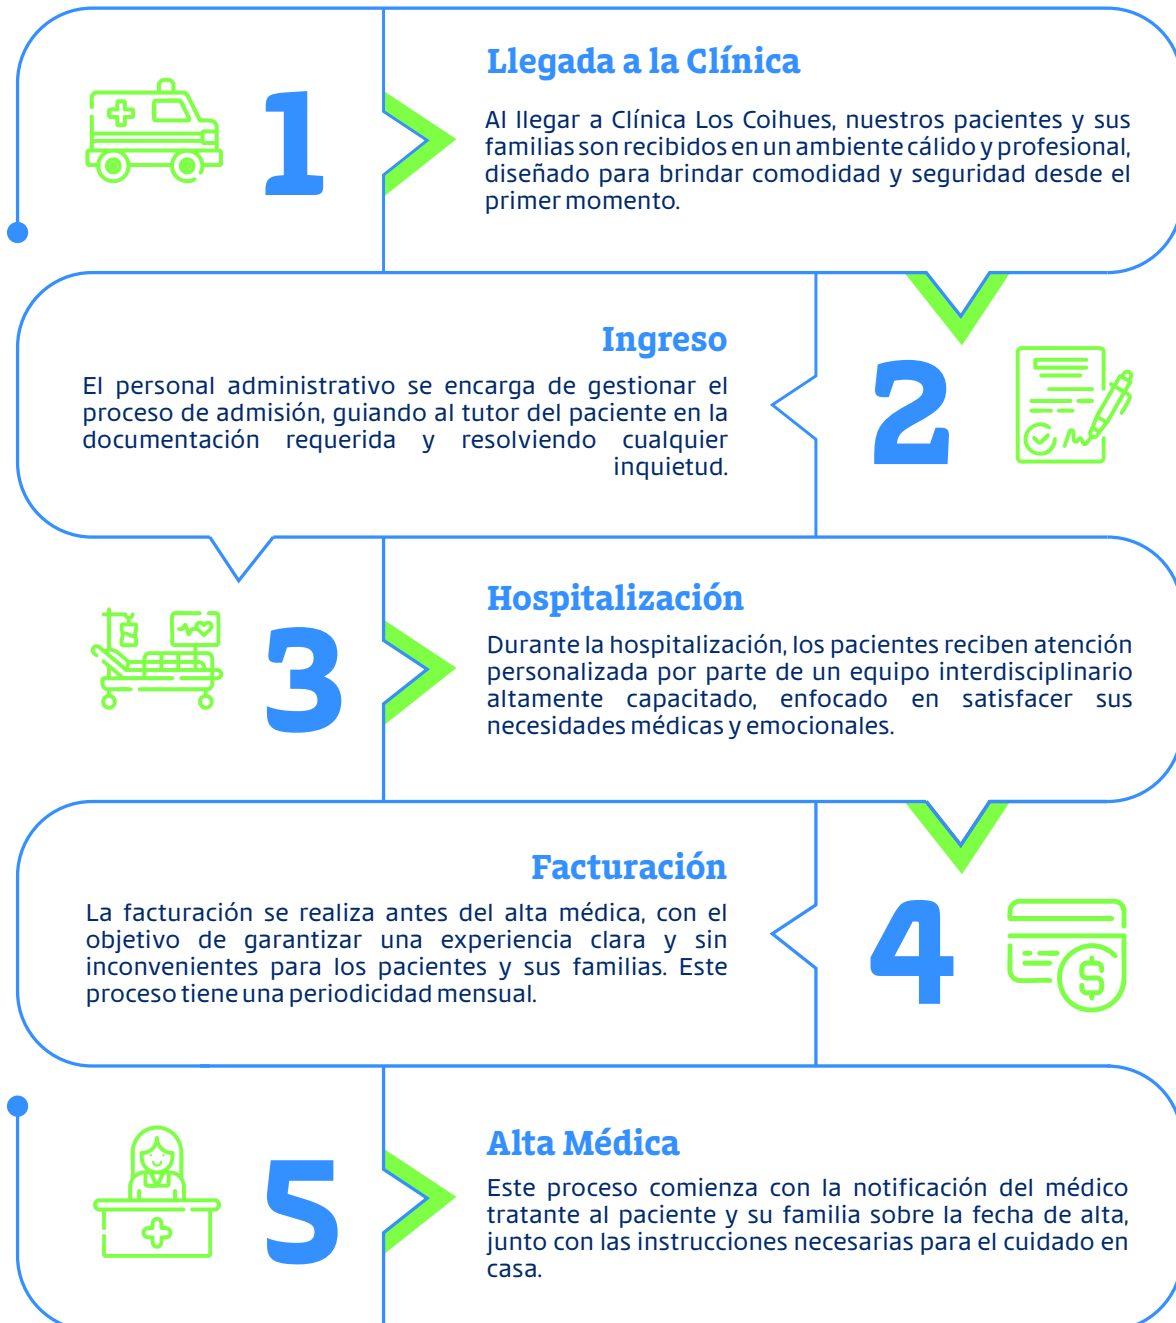 Llegada a la Clínica
1
Al llegar a Clínica Los Coihues, nuestros pacientes y sus
familias son recibidos en un ambiente cálido y profesional,
diseñado para brindar comodidad y seguridad desde el
primer momento.
Ingreso
El personal administrativo se encarga de gestionar el
proceso de admisión, guiando al tutor del paciente en la
documentación requerida y resolviendo cualquier
inquietud.
2
Hospitalización
3
Durante la hospitalización, los pacientes reciben atención
personalizada por parte de un equipo interdisciplinario
altamente capacitado, enfocado en satisfacer sus
necesidades médicas y emocionales.
Facturación
La facturación se realiza antes del alta médica, con el
objetivo de garantizar una experiencia clara y sin
inconvenientes para los pacientes y sus familias. Este
proceso tiene una periodicidad mensual.
4
$
Alta Médica
5
Este proceso comienza con la notificación del médico
tratante al paciente y su familia sobre la fecha de alta,
junto con las instrucciones necesarias para el cuidado en
casa.